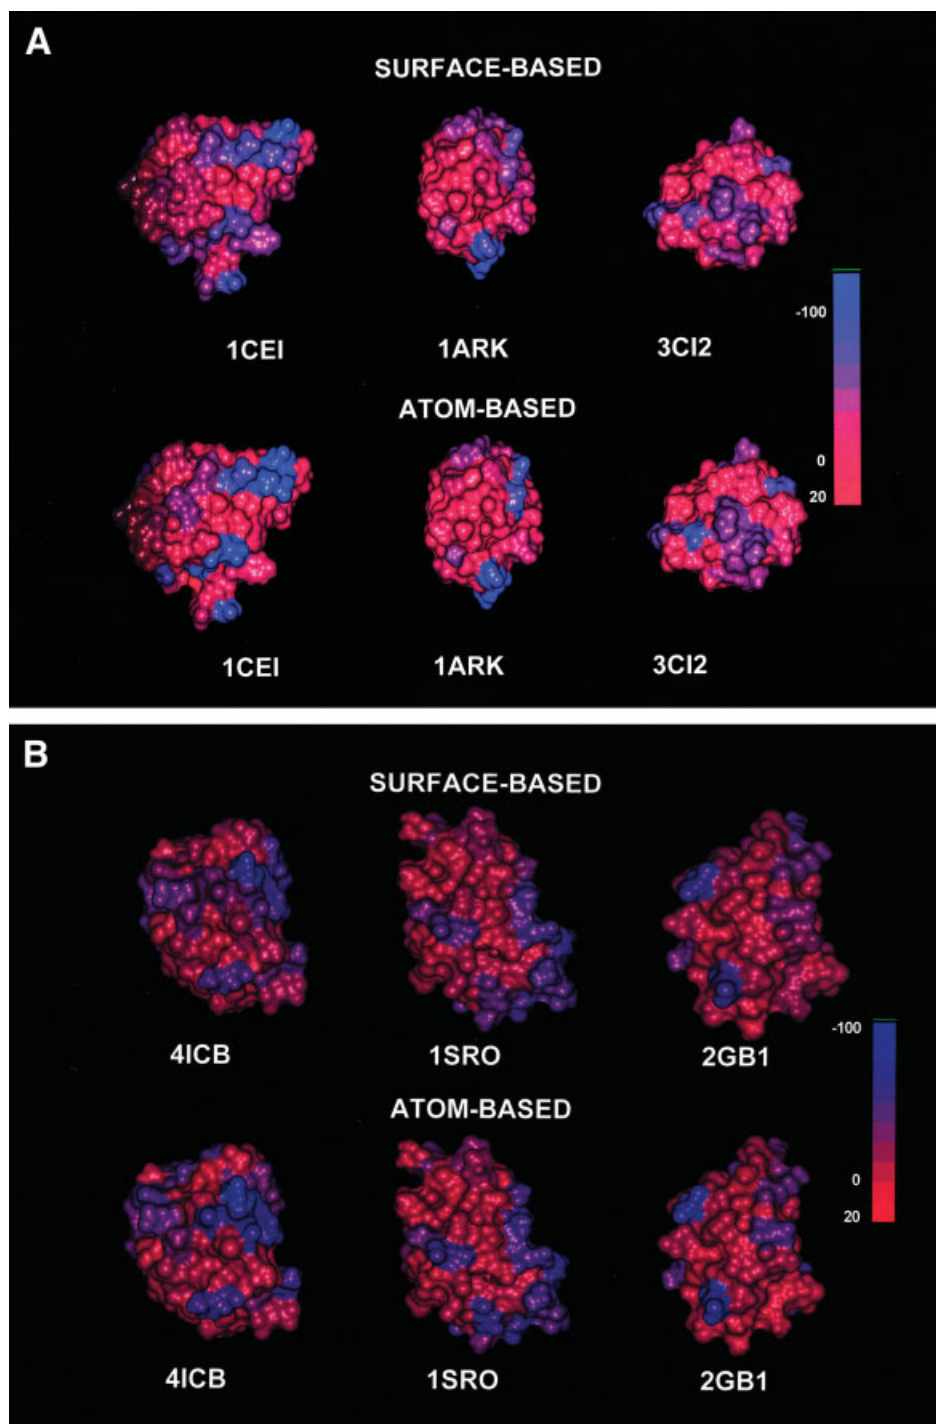 A
SURFACE-BASED
1CEI 1ARK 3CI2
-100
0
20
ATOM-BASED
1CEI 1ARK 3CI2
B
SURFACE-BASED
4ICB 1SRO 2GB1
-100
0
20
ATOM-BASED
4ICB 1SRO 2GB1